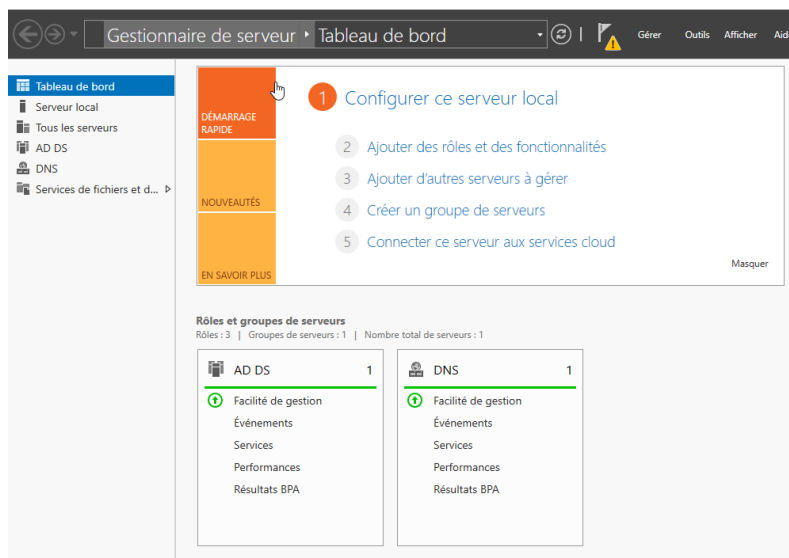 Gestionnaire de serveur ‣ Tableau de bord
Gérer Outils Afficher
Tableau de bord
Serveur local
Tous les serveurs
AD DS
DNS
Services de fichiers et d...
DÉMARRAGE
RAPIDE
NOUVEAUTÉS
EN SAVOIR PLUS
1 Configurer ce serveur local
2 Ajouter des rôles et des fonctionnalités
3 Ajouter d'autres serveurs à gérer
4 Créer un groupe de serveurs
5 Connecter ce serveur aux services cloud
Masquer
Rôles et groupes de serveurs
Rôles : 3 | Groupes de serveurs : 1 | Nombre total de serveurs : 1
AD DS 1
Facilité de gestion
Événements
Services
Performances
Résultats BPA
DNS 1
Facilité de gestion
Événements
Services
Performances
Résultats BPA